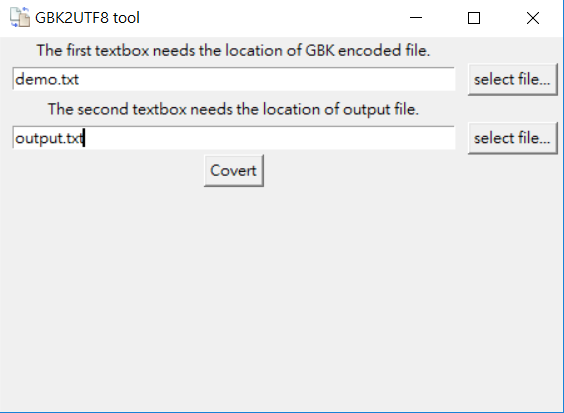 GBK2UTF8 tool
The first textbox needs the location of GBK encoded file.
demo.txt select file...
The second textbox needs the location of output file.
output.txt select file...
Covert